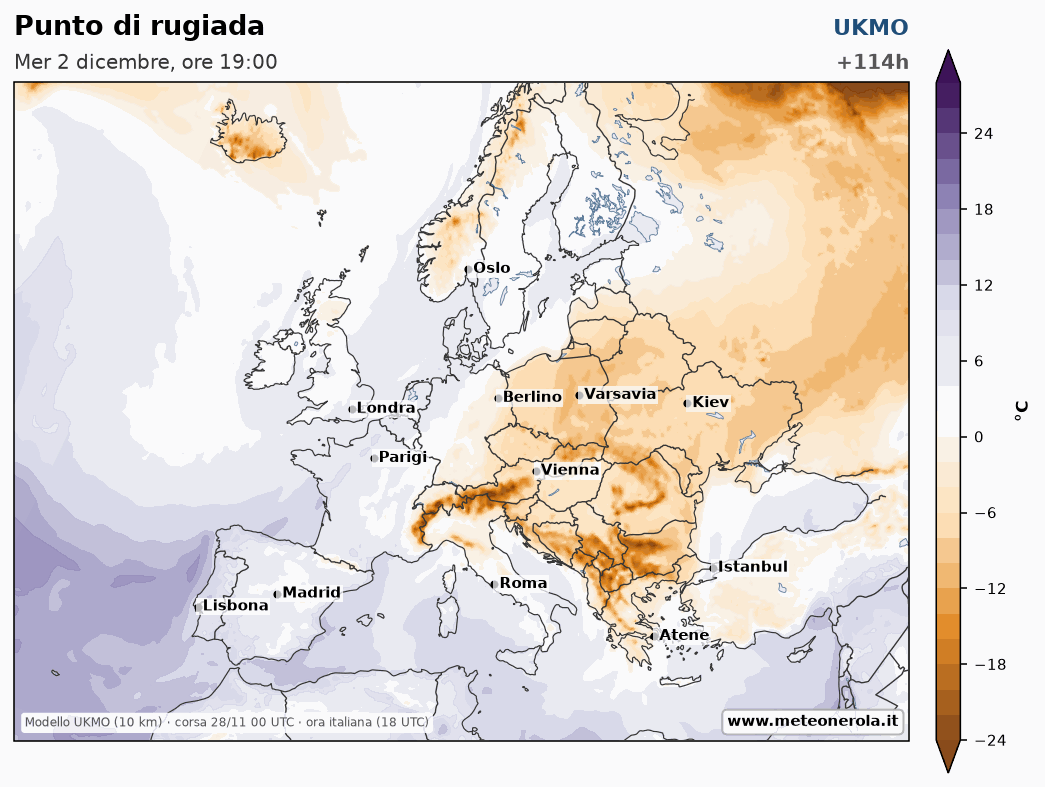 Punto di rugiada
UKMO
Mer 2 dicembre, ore 19:00
+114h
24
18
12
6
0
−6
−12
−18
−24
°C
Oslo
Londra
Berlino
Varsavia
Kiev
Parigi
Vienna
Istanbul
Roma
Madrid
Lisbona
Atene
Modello UKMO (10 km) · corsa 28/11 00 UTC · ora italiana (18 UTC)
www.meteonerola.it